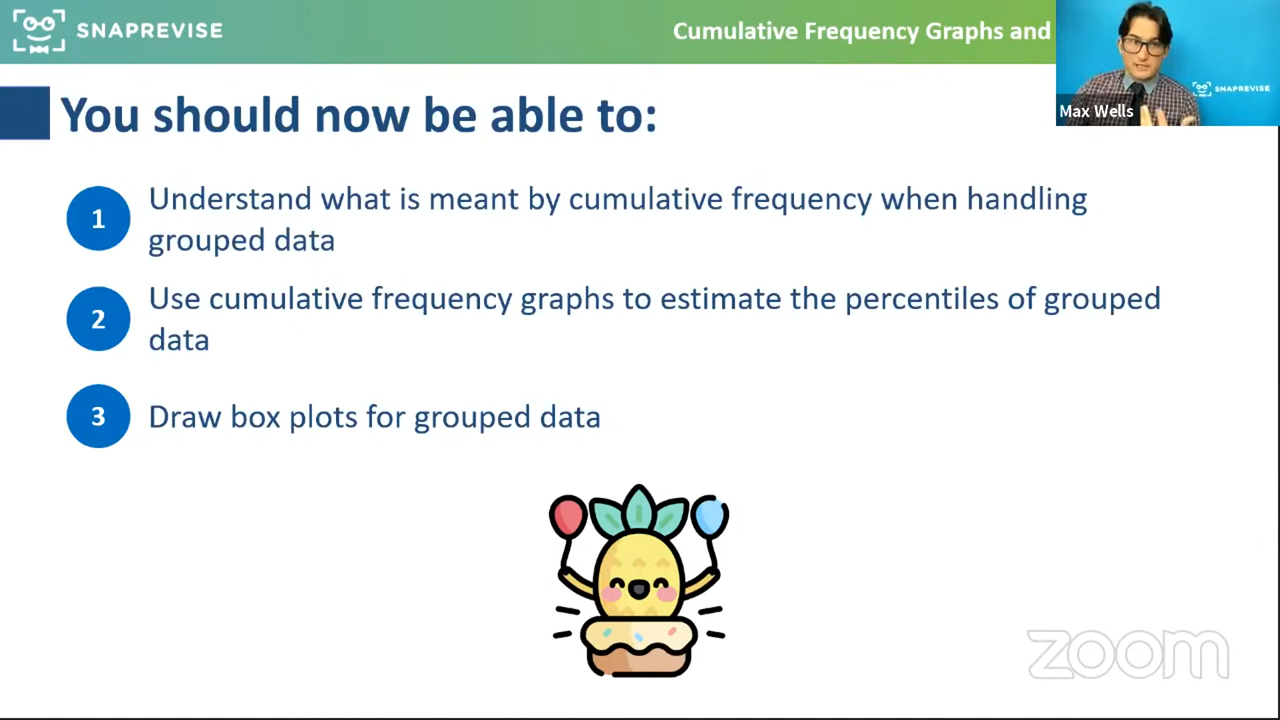 SNAPREVISE
Cumulative Frequency Graphs and
SNAPREVISE
Max Wells
You should now be able to:
1
Understand what is meant by cumulative frequency when handling
grouped data
2
Use cumulative frequency graphs to estimate the percentiles of grouped
data
3
Draw box plots for grouped data
zoom